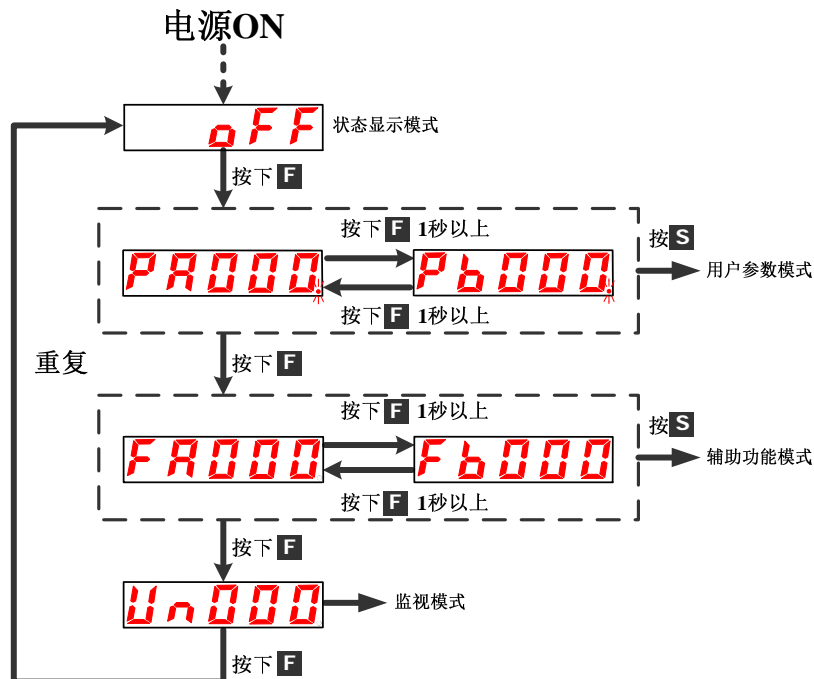 电源ON
oFF
状态显示模式
按下 F
按下 F 1秒以上
按 S
PA000.
Pb000.
用户参数模式
按下 F 1秒以上
重复
按下 F
按下 F 1秒以上
按 S
FA000
Fb000
辅助功能模式
按下 F 1秒以上
按下 F
Un000
监视模式
按下 F